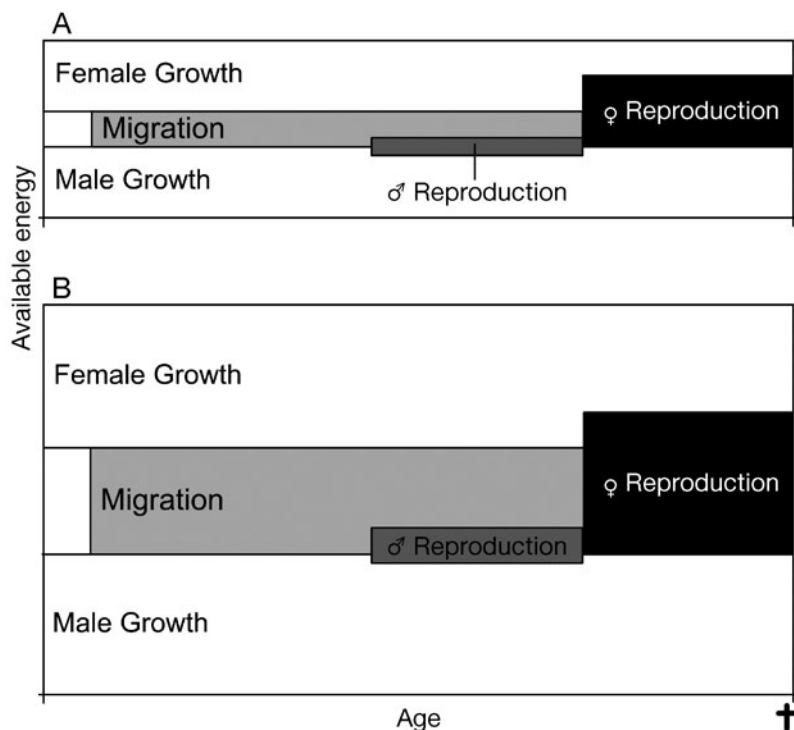 A
Female Growth
Migration
♀ Reproduction
Male Growth
♂ Reproduction
Available energy
B
Female Growth
Migration
♀ Reproduction
♂ Reproduction
Male Growth
Age
†